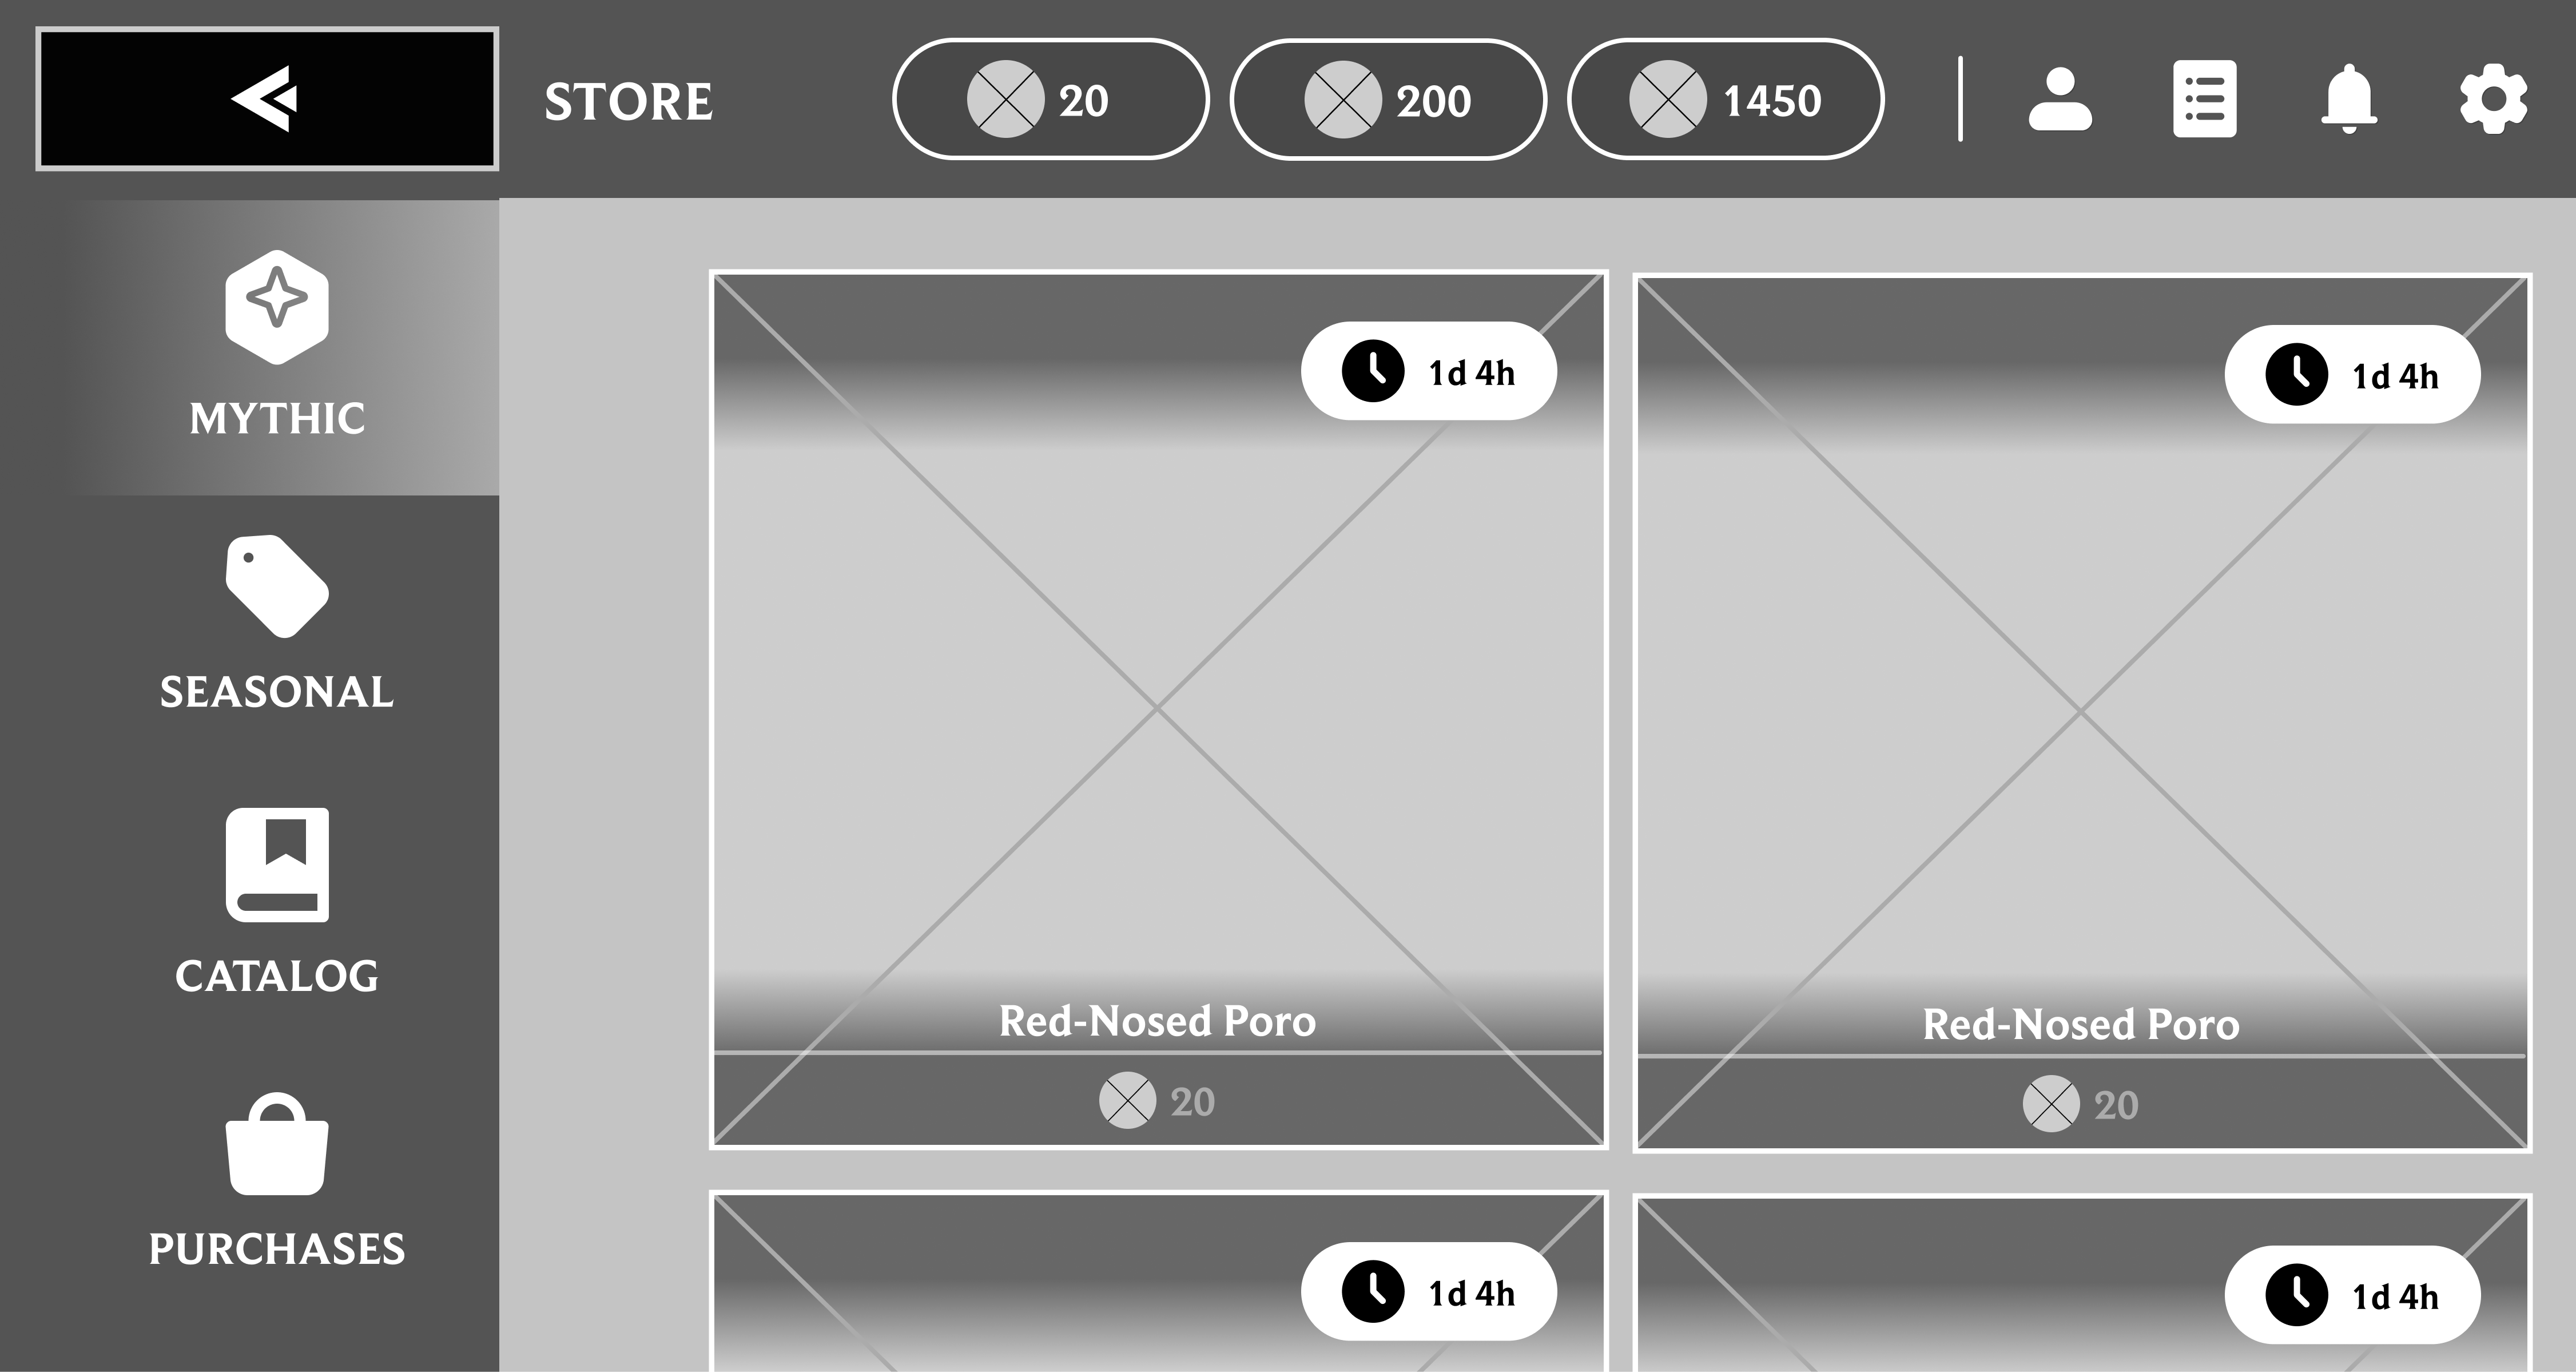 STORE
20
200
1450
MYTHIC
SEASONAL
CATALOG
PURCHASES
1d 4h
Red-Nosed Poro
20
1d 4h
Red-Nosed Poro
20
1d 4h
1d 4h